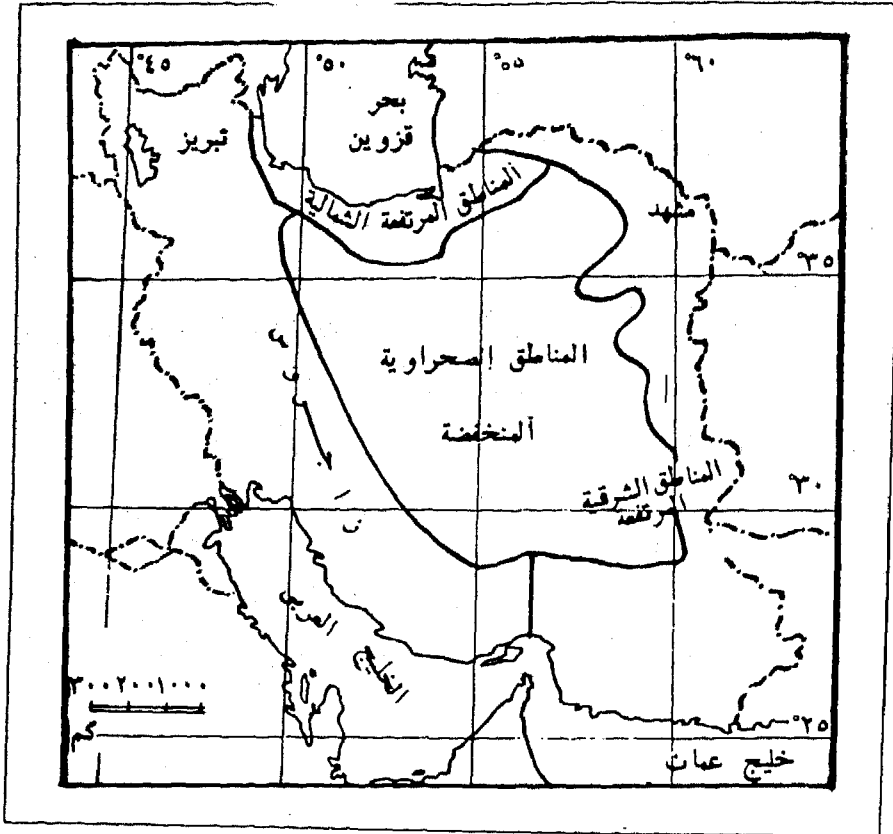 °٤٥
°٥٠
°٥٥
°٦٠
بحر
قزوين
تبريز
المناطق المرتفعة الشمالية
مشهد
°٣٥
المناطق الصحراوية
المنخفضة
المناطق الشرقية
المرتفعة
°٣٠
الخليج العربي
٣٠٠ ٢٠٠ ١٠٠ ٠
كم
°٢٥
خليج عمان